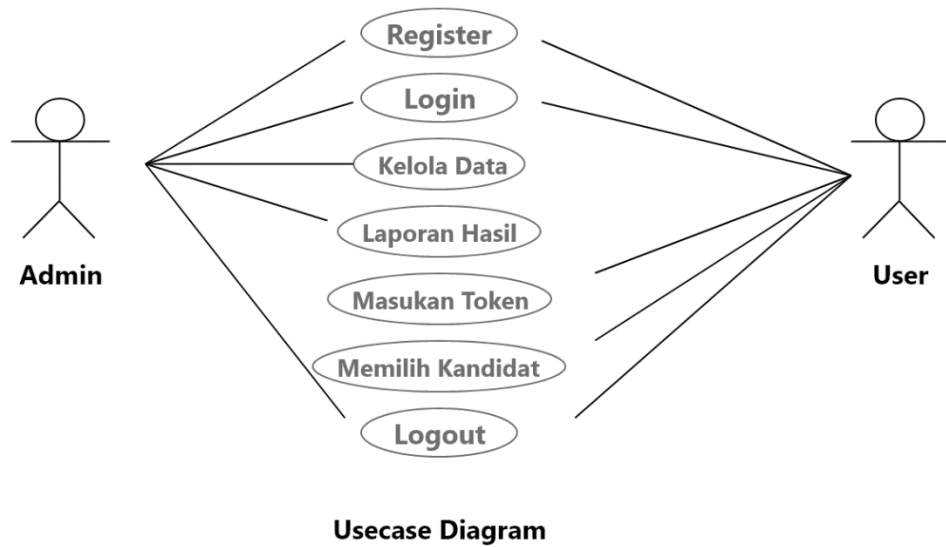 Register
Login
Kelola Data
Laporan Hasil
Masukan Token
Memilih Kandidat
Logout
Admin
User
Usecase Diagram